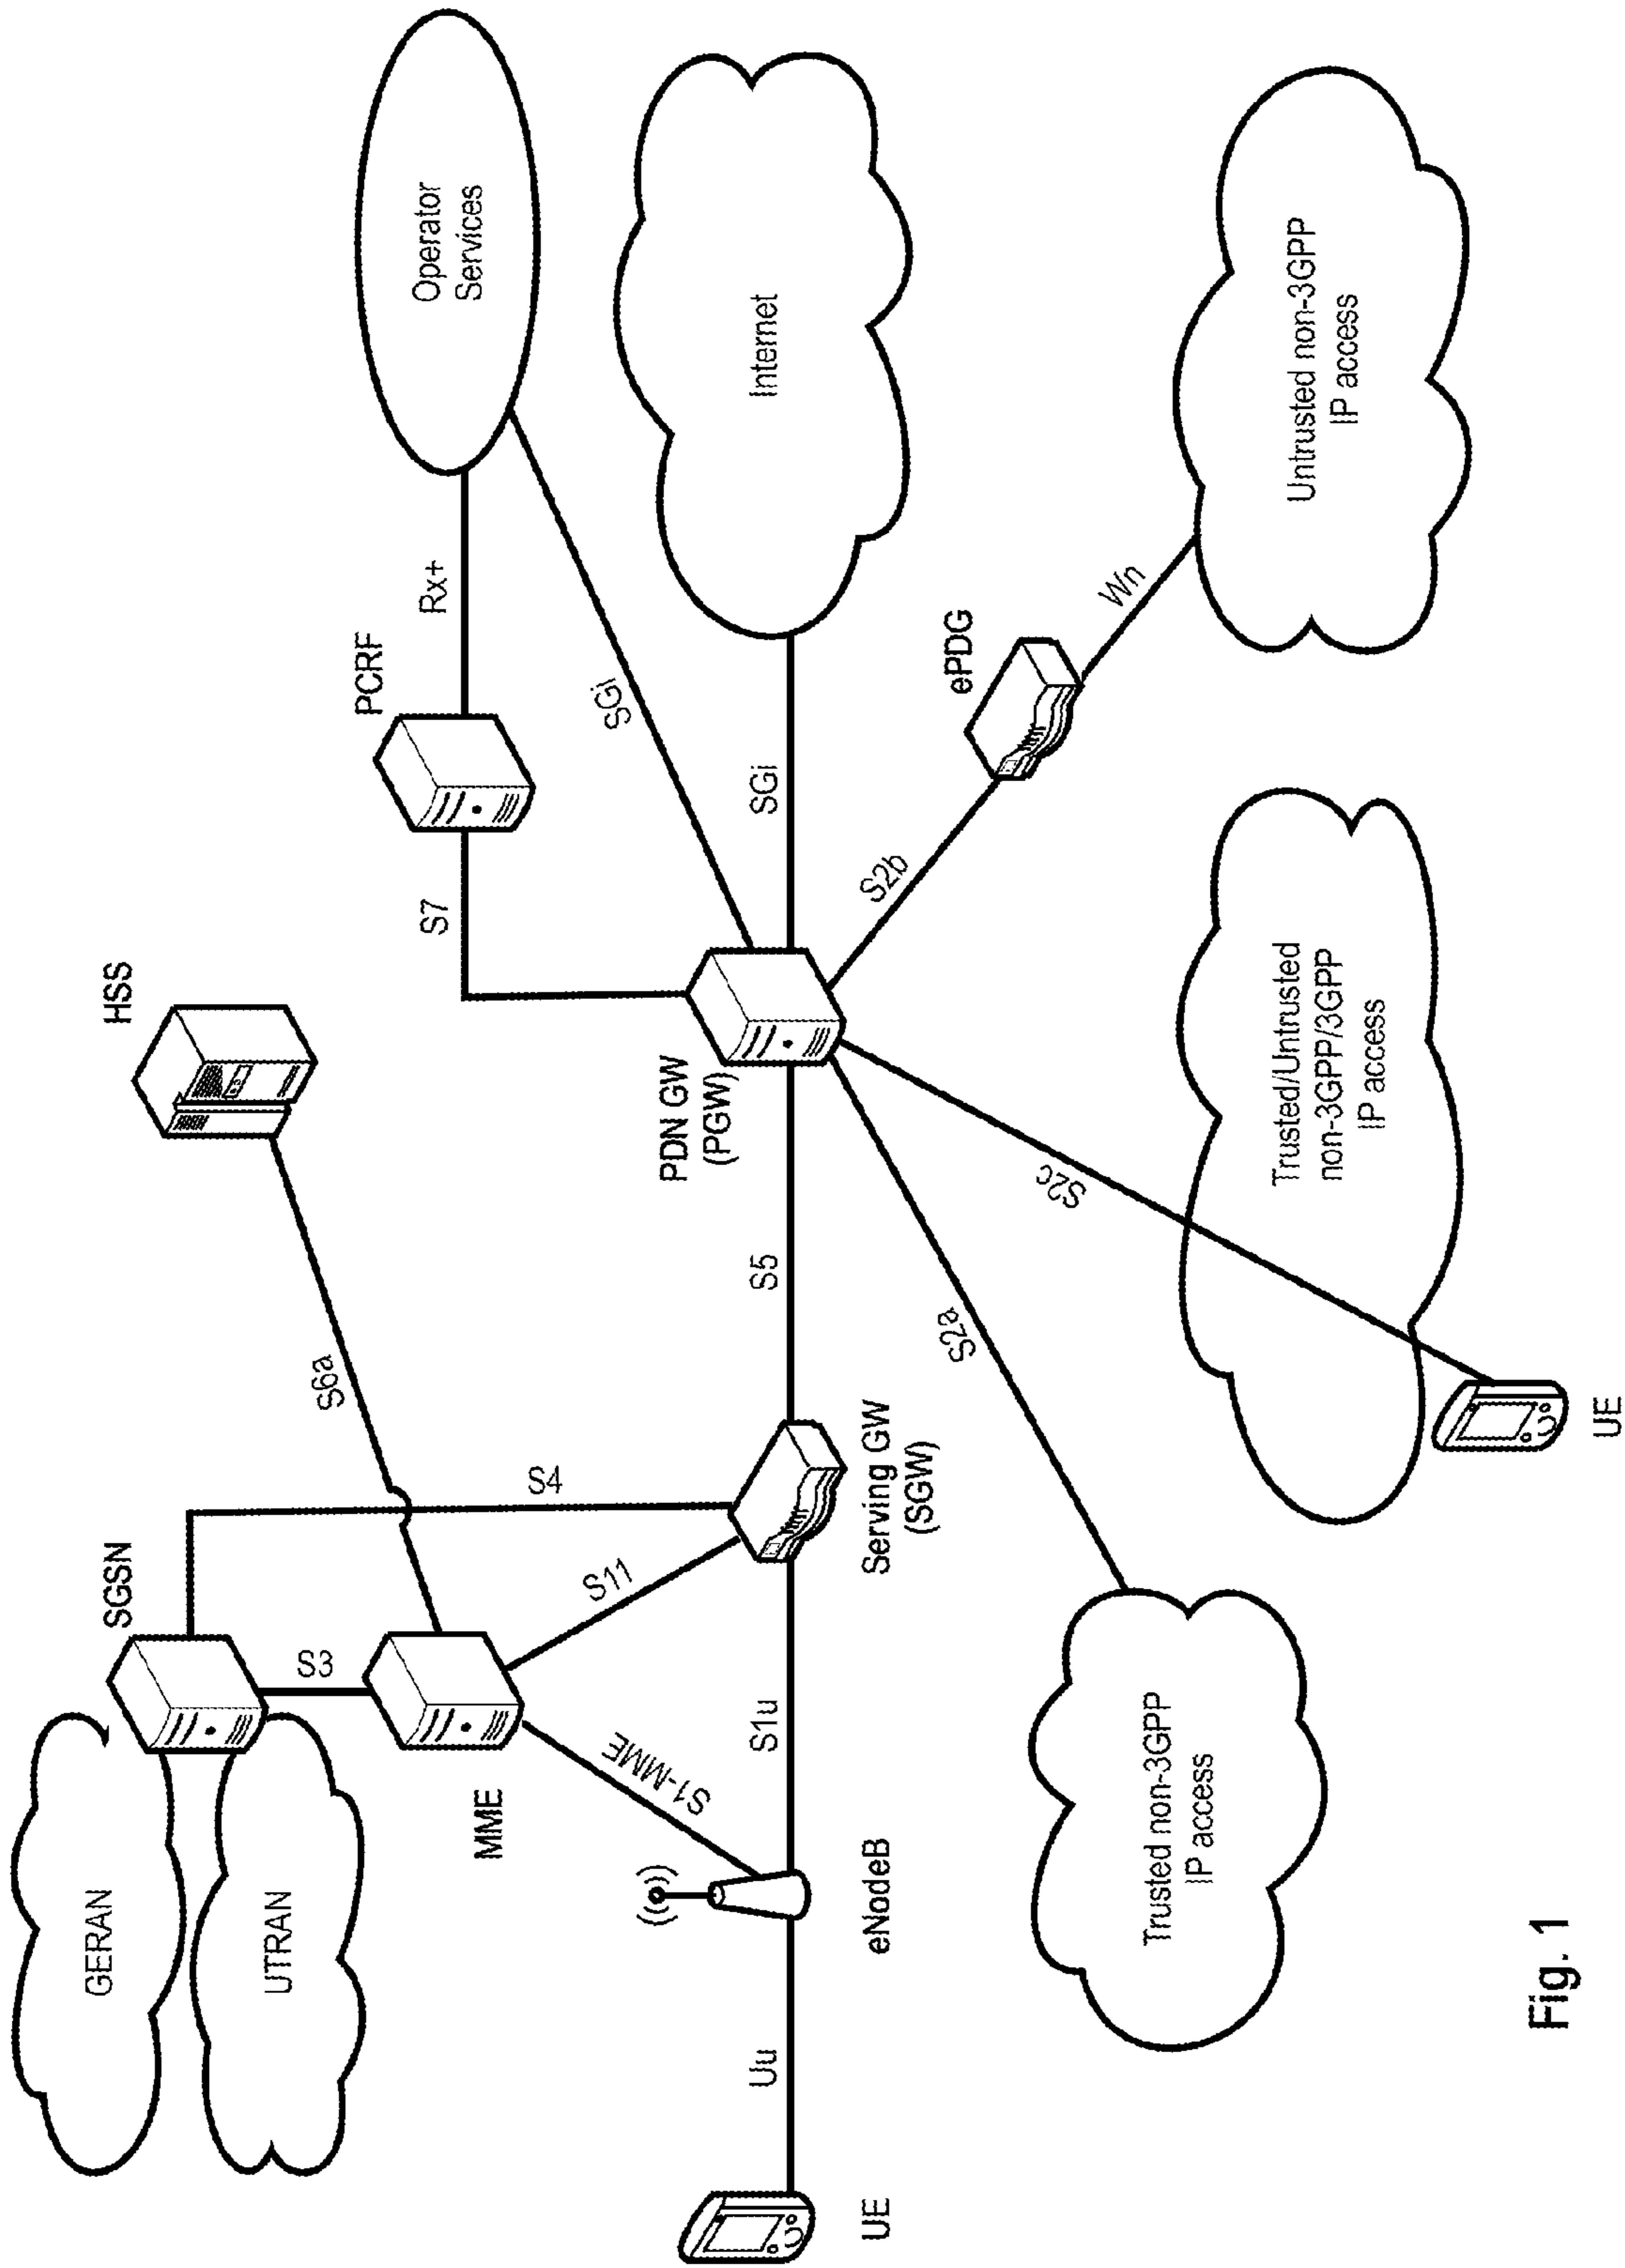 GERAN
UTRAN
SGSN
S3
S4
MME
S6a
HSS
S11
S1-MME
UE
Uu
eNodeB
S1u
Serving GW
(SGW)
S5
PDN GW
(PGW)
S7
PCRF
Rx+
Operator
Services
SGi
SGi
Internet
S2a
S2c
S2b
ePDG
Wn
Trusted non-3GPP
IP access
Trusted/Untrusted
non-3GPP/3GPP
IP access
Untrusted non-3GPP
IP access
UE
Fig. 1